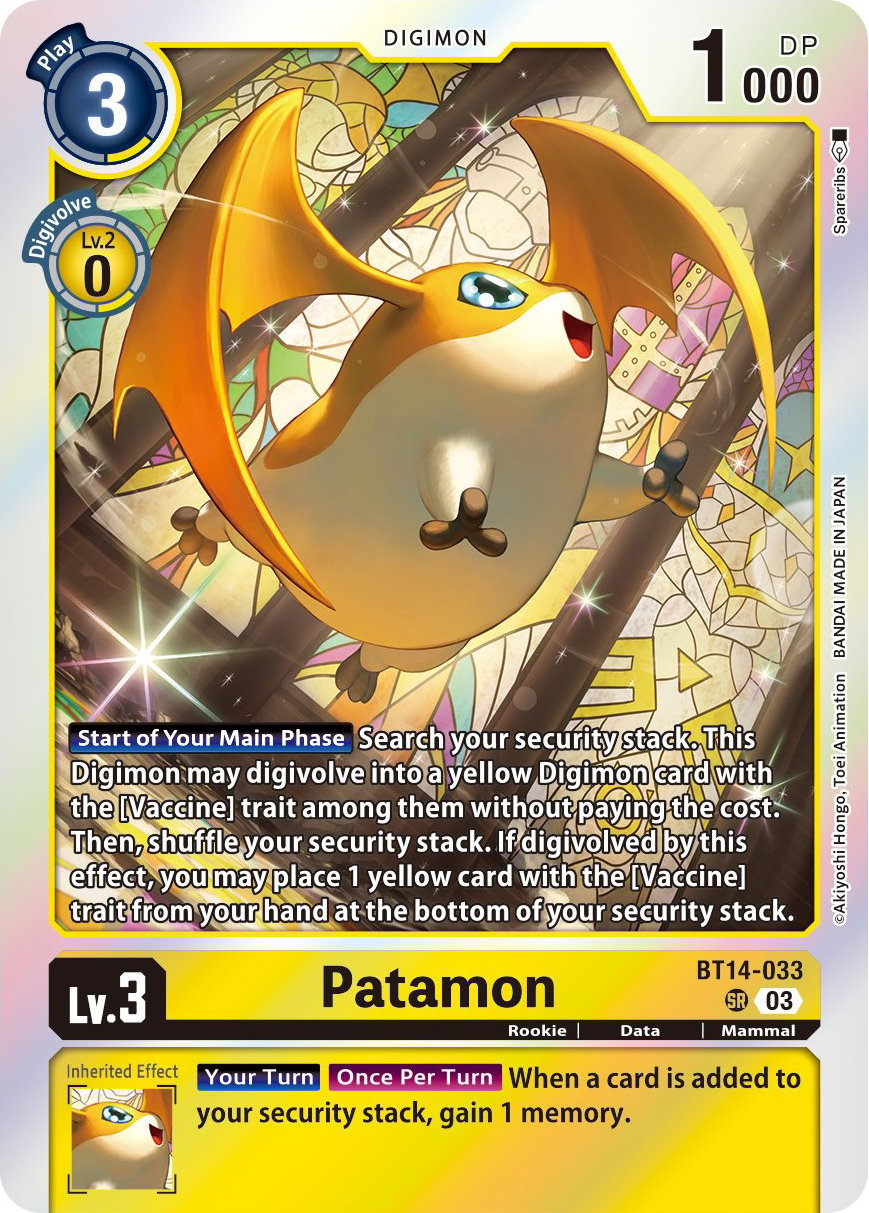 DIGIMON
Play
3
1000
DP
Digivolve
Lv.2
0
Spareribs
©Akiyoshi Hongo, Toei Animation BANDAI MADE IN JAPAN
Start of Your Main Phase Search your security stack. This
Digimon may digivolve into a yellow Digimon card with
the [Vaccine] trait among them without paying the cost.
Then, shuffle your security stack. If digivolved by this
effect, you may place 1 yellow card with the [Vaccine]
trait from your hand at the bottom of your security stack.
Lv.3
Patamon
BT14-033
SR 03
Rookie | Data | Mammal
Inherited Effect
Your Turn Once Per Turn When a card is added to
your security stack, gain 1 memory.